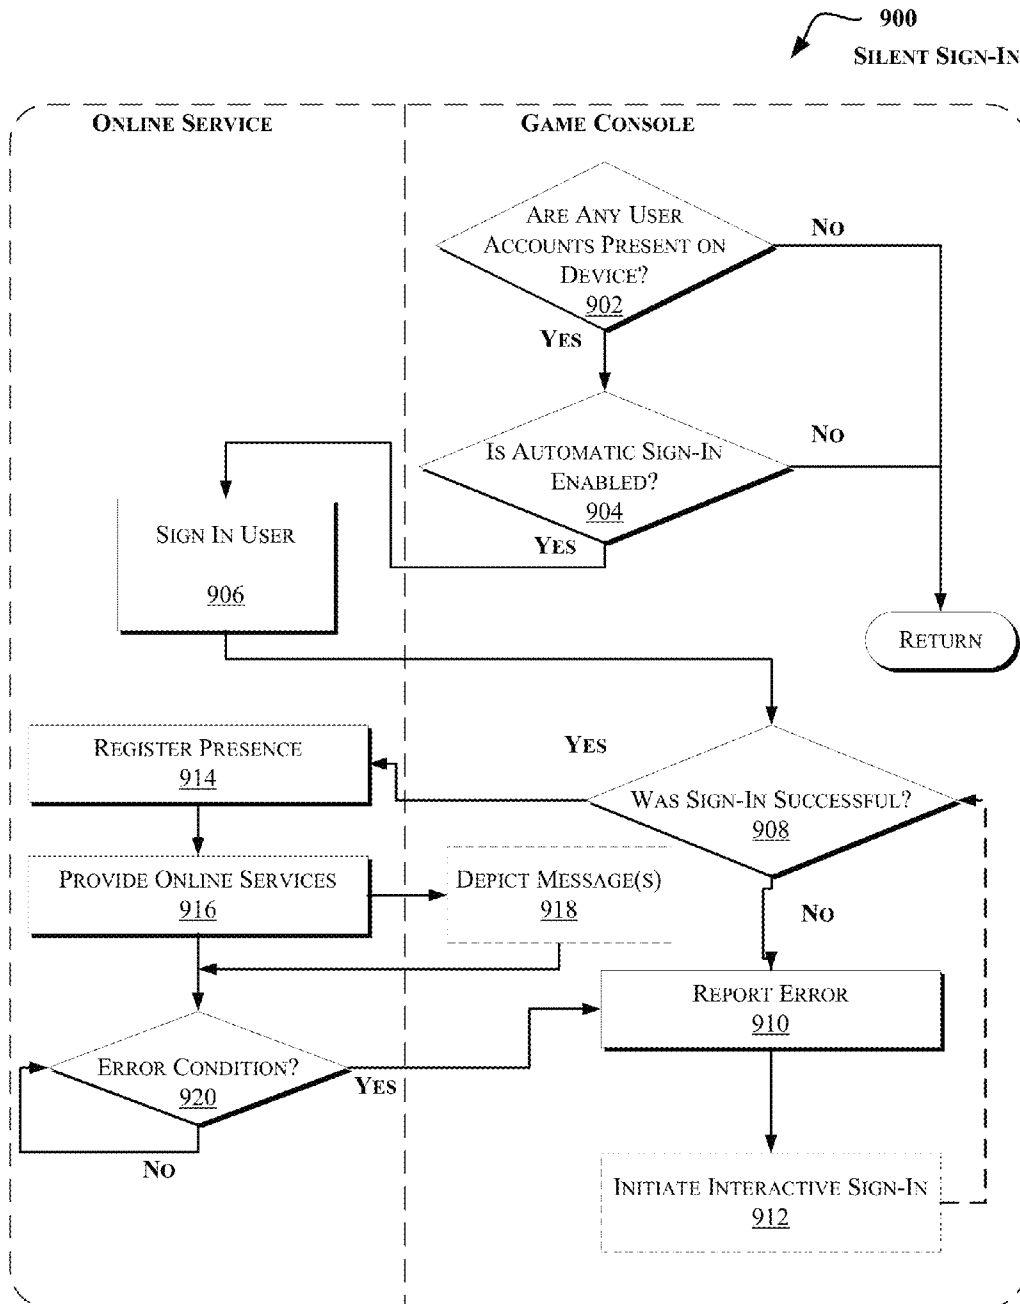 900
SILENT SIGN-IN
ONLINE SERVICE
GAME CONSOLE
ARE ANY USER
ACCOUNTS PRESENT ON
DEVICE?
902
NO
YES
IS AUTOMATIC SIGN-IN
ENABLED?
904
NO
YES
SIGN IN USER
906
RETURN
REGISTER PRESENCE
914
YES
WAS SIGN-IN SUCCESSFUL?
908
PROVIDE ONLINE SERVICES
916
DEPICT MESSAGE(S)
918
NO
REPORT ERROR
910
ERROR CONDITION?
920
YES
NO
INITIATE INTERACTIVE SIGN-IN
912